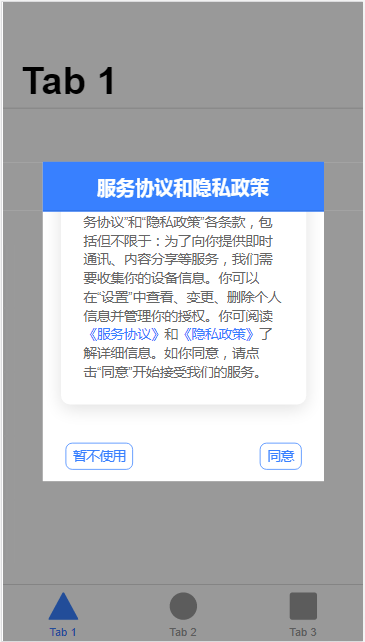 Tab 1
服务协议和隐私政策
务协议”和“隐私政策”各条款，包
括但不限于：为了向你提供即时
通讯、内容分享等服务，我们需
要收集你的设备信息。你可以
在“设置”中查看、变更、删除个人
信息并管理你的授权。你可阅读
《服务协议》和《隐私政策》了
解详细信息。如你同意，请点
击“同意”开始接受我们的服务。
暂不使用 同意
Tab 1 Tab 2 Tab 3